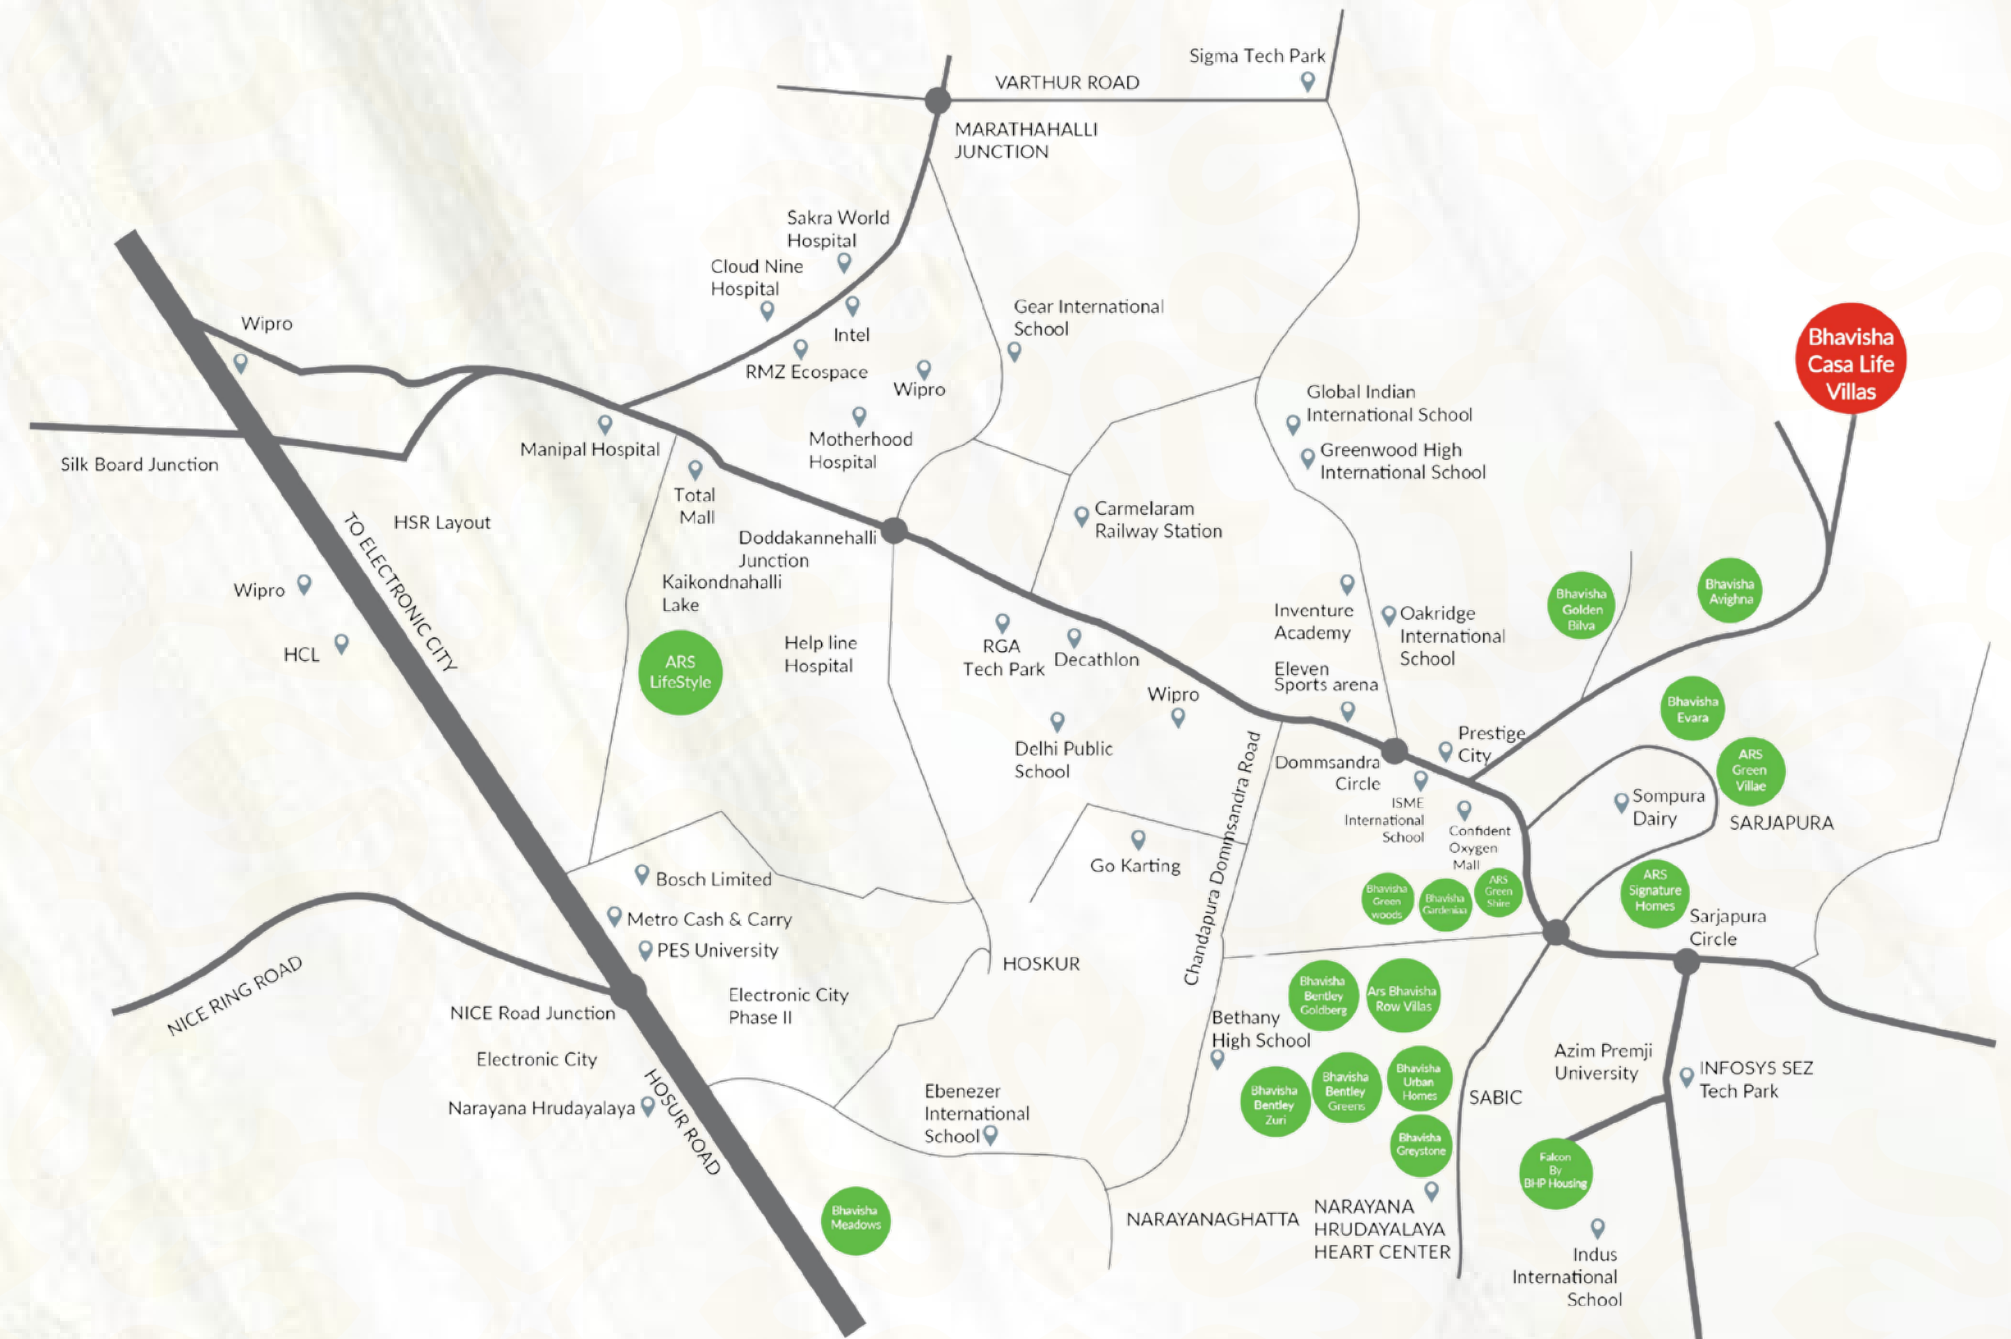 Sigma Tech Park
VARTHUR ROAD
MARATHAHALLI
JUNCTION
Sakra World
Hospital
Cloud Nine
Hospital
Intel
RMZ Ecospace
Wipro
Gear International
School
Wipro
Bhavisha
Casa Life
Villas
Global Indian
International School
Greenwood High
International School
Motherhood
Hospital
Manipal Hospital
Silk Board Junction
Total
Mall
HSR Layout
TO ELECTRONIC CITY
Doddakannehalli
Junction
Carmelaram
Railway Station
Kaikondnahalli
Lake
Wipro
HCL
ARS
LifeStyle
Help line
Hospital
RGA
Tech Park
Decathlon
Inventure
Academy
Oakridge
International
School
Bhavisha
Golden
Bilva
Bhavisha
Avighna
Eleven
Sports arena
Wipro
Delhi Public
School
Bhavisha
Evara
Prestige
City
Dommsandra
Circle
ISME
International
School
Confident
Oxygen
Mall
ARS
Green
Villae
Sompura
Dairy
SARJAPURA
Chandapura Dommsandra Road
Go Karting
Bosch Limited
Metro Cash & Carry
PES University
Bhavisha
Green
woods
Bhavisha
Gardeniaa
ARS
Green
Shire
ARS
Signature
Homes
Sarjapura
Circle
HOSKUR
NICE RING ROAD
NICE Road Junction
Electronic City
Phase II
Electronic City
Narayana Hrudayalaya
HOSUR ROAD
Bhavisha
Bentley
Goldberg
Ars Bhavisha
Row Villas
Bethany
High School
Bhavisha
Bentley
Zuri
Bhavisha
Bentley
Greens
Bhavisha
Urban
Homes
SABIC
Azim Premji
University
INFOSYS SEZ
Tech Park
Ebenezer
International
School
Bhavisha
Greystone
Falcon
By
BHP Housing
Bhavisha
Meadows
NARAYANAGHATTA
NARAYANA
HRUDAYALAYA
HEART CENTER
Indus
International
School